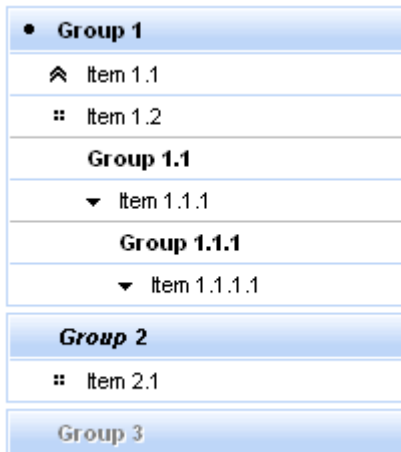 Group 1
Item 1.1
Item 1.2
Group 1.1
Item 1.1.1
Group 1.1.1
Item 1.1.1.1
Group 2
Item 2.1
Group 3